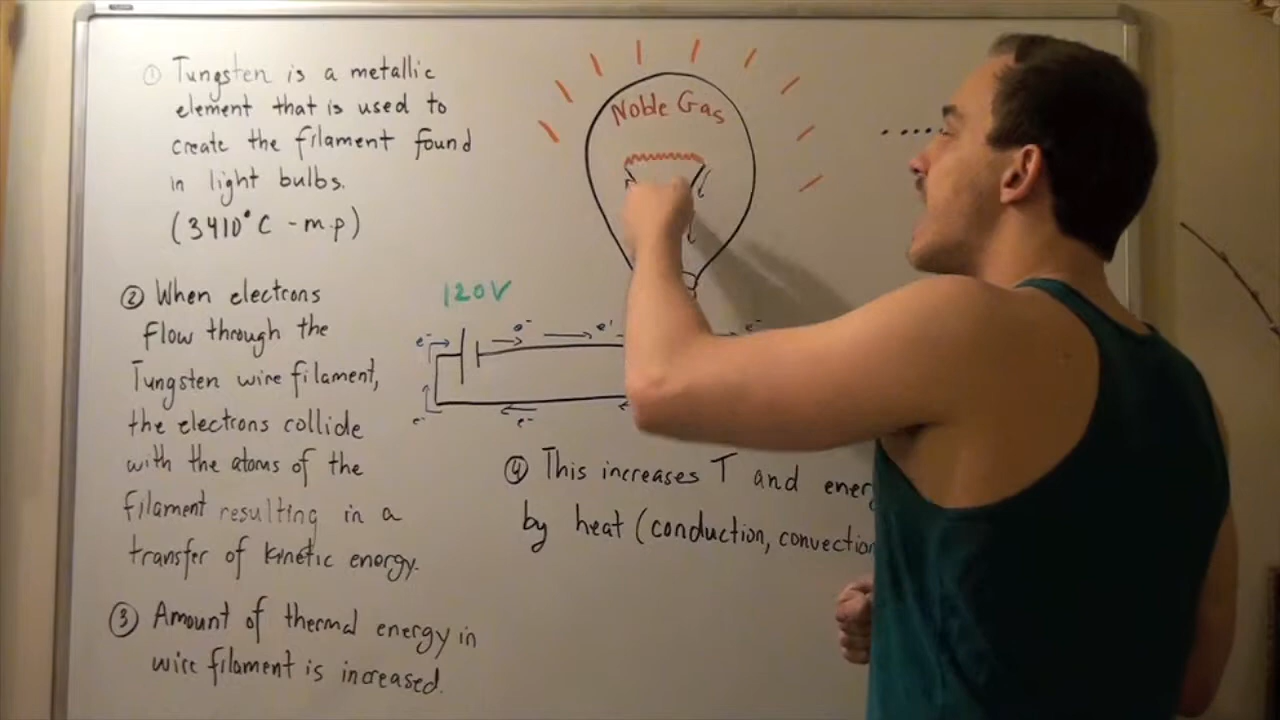 ① Tungsten is a metallic
element that is used to
create the filament found
in light bulbs.
(3410°C - m.p)
② When electrons
flow through the
Tungsten wire filament,
the electrons collide
with the atoms of the
filament resulting in a
transfer of kinetic energy.
③ Amount of thermal energy in
wire filament is increased.
Noble Gas
120V
e⁻ e⁻ e⁻ e⁻
e⁻ e⁻
④ This increases T and
by heat (conduction, convection